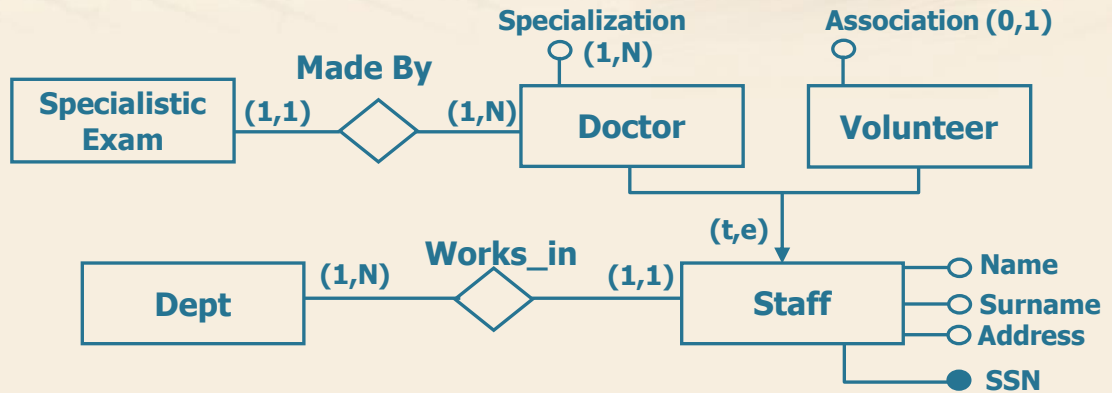 Specialization
(1,N)
Association (0,1)
Made By
Specialistic
Exam
(1,1)
(1,N)
Doctor
Volunteer
(t,e)
Works_in
(1,N)
(1,1)
Dept
Staff
Name
Surname
Address
SSN